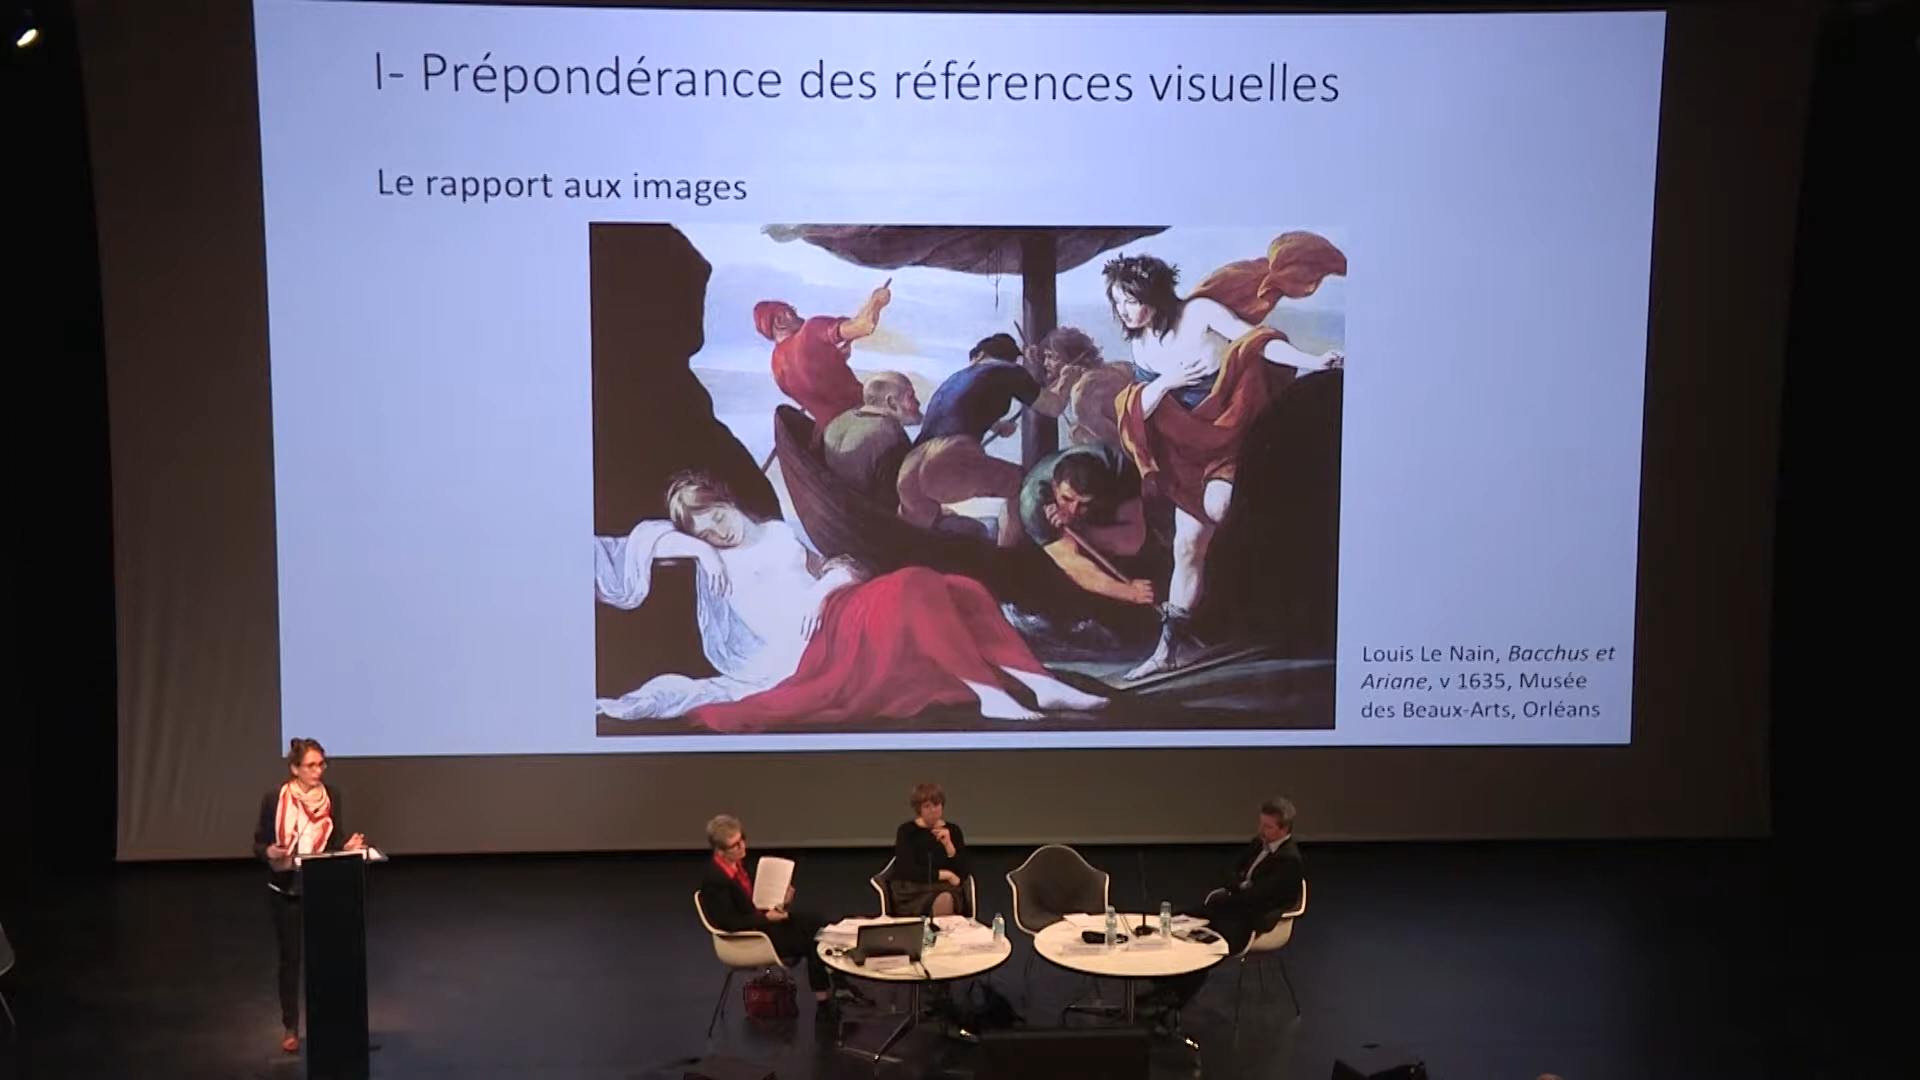 I- Prépondérance des références visuelles
Le rapport aux images
Louis Le Nain, Bacchus et
Ariane, v 1635, Musée
des Beaux-Arts, Orléans